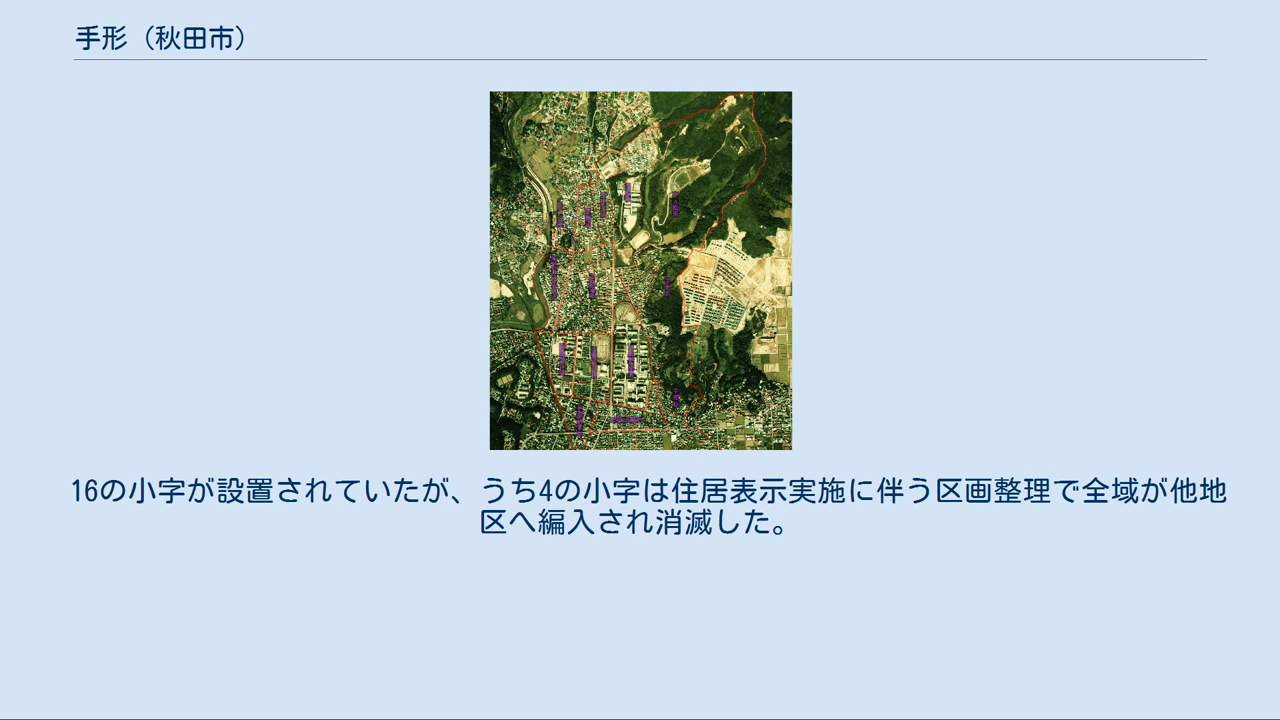 手形（秋田市）
16の小字が設置されていたが、うち4の小字は住居表示実施に伴う区画整理で全域が他地
区へ編入され消滅した。